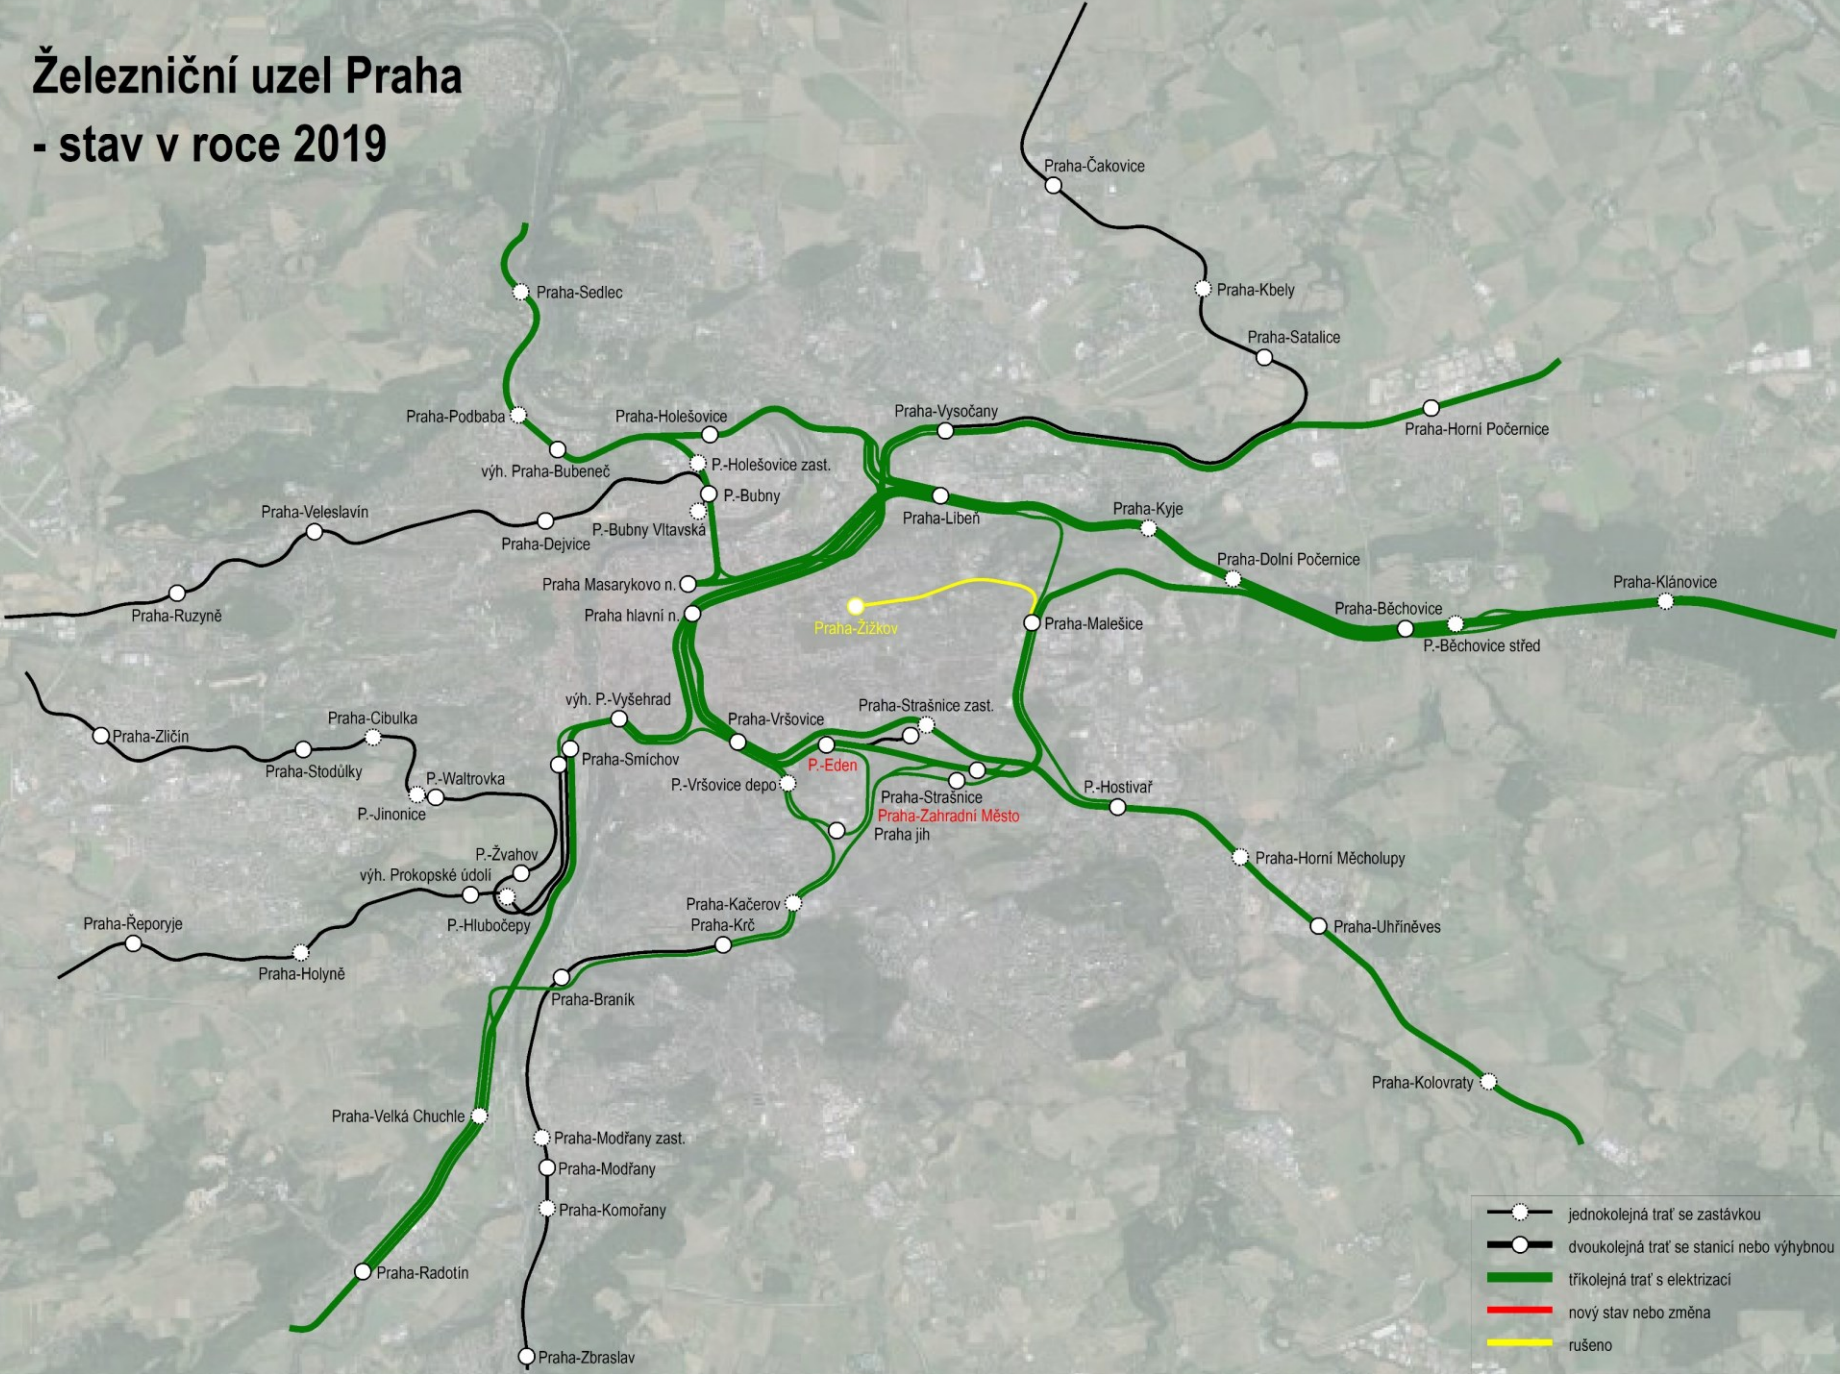 Železniční uzel Praha
- stav v roce 2019
Praha-Čakovice
Praha-Kbely
Praha-Sedlec
Praha-Satalice
Praha-Podbaba
Praha-Holešovice
Praha-Vysočany
Praha-Horní Počernice
výh. Praha-Bubeneč
P.-Holešovice zast.
P.-Bubny
Praha-Veleslavín
Praha-Dejvice
P.-Bubny Vltavská
Praha-Libeň
Praha-Kyje
Praha-Dolní Počernice
Praha-Ruzyně
Praha Masarykovo n.
Praha hlavní n.
Praha-Žižkov
Praha-Malešice
Praha-Běchovice
P.-Běchovice střed
Praha-Klánovice
výh. P.-Vyšehrad
Praha-Vršovice
Praha-Strašnice zast.
Praha-Zličín
Praha-Cibulka
Praha-Stodůlky
Praha-Smíchov
P.-Eden
P.-Waltrovka
P.-Jinonice
P.-Vršovice depo
Praha-Strašnice
Praha-Zahradní Město
Praha jih
P.-Hostivař
P.-Žvahov
výh. Prokopské údolí
P.-Hlubočepy
Praha-Horní Měcholupy
Praha-Řeporyje
Praha-Holyně
Praha-Kačerov
Praha-Krč
Praha-Uhříněves
Praha-Braník
Praha-Kolovraty
Praha-Velká Chuchle
Praha-Modřany zast.
Praha-Modřany
Praha-Komořany
Praha-Radotín
Praha-Zbraslav
jednokolejná trať se zastávkou
dvoukolejná trať se stanicí nebo výhybnou
tříkolejná trať s elektrizací
nový stav nebo změna
rušeno